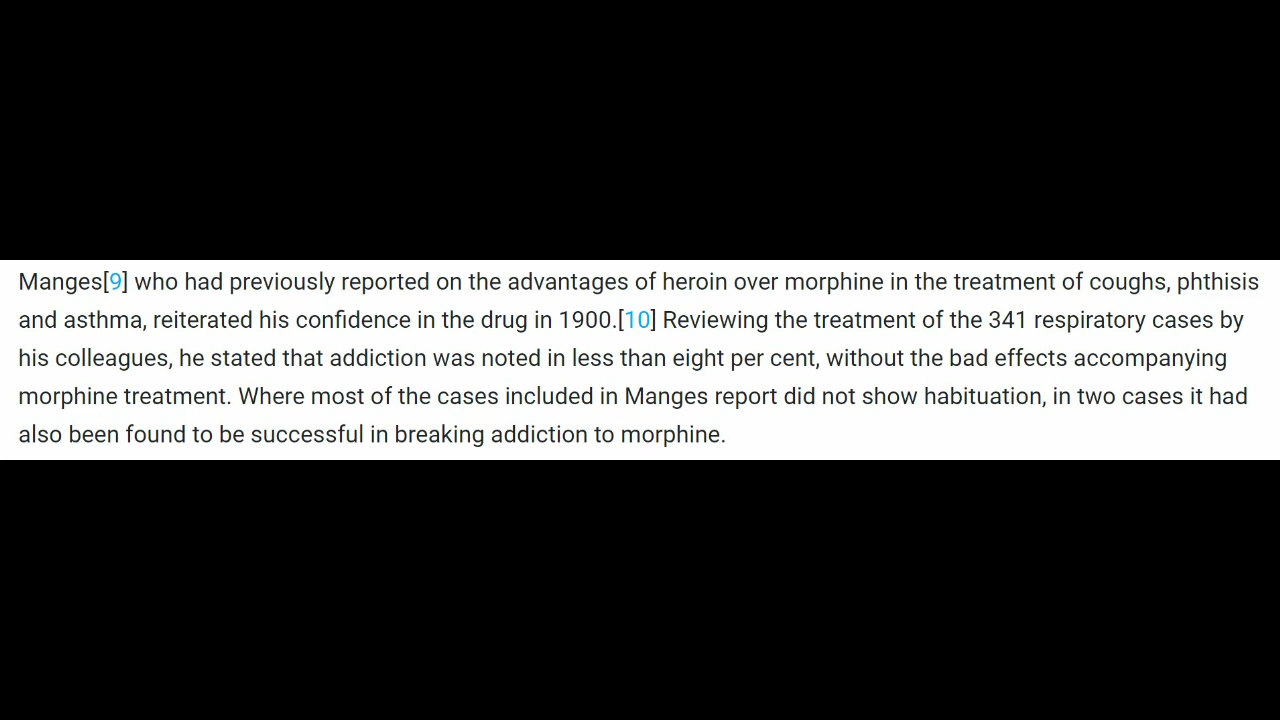 Manges[9] who had previously reported on the advantages of heroin over morphine in the treatment of coughs, phthisis
and asthma, reiterated his confidence in the drug in 1900.[10] Reviewing the treatment of the 341 respiratory cases by
his colleagues, he stated that addiction was noted in less than eight per cent, without the bad effects accompanying
morphine treatment. Where most of the cases included in Manges report did not show habituation, in two cases it had
also been found to be successful in breaking addiction to morphine.